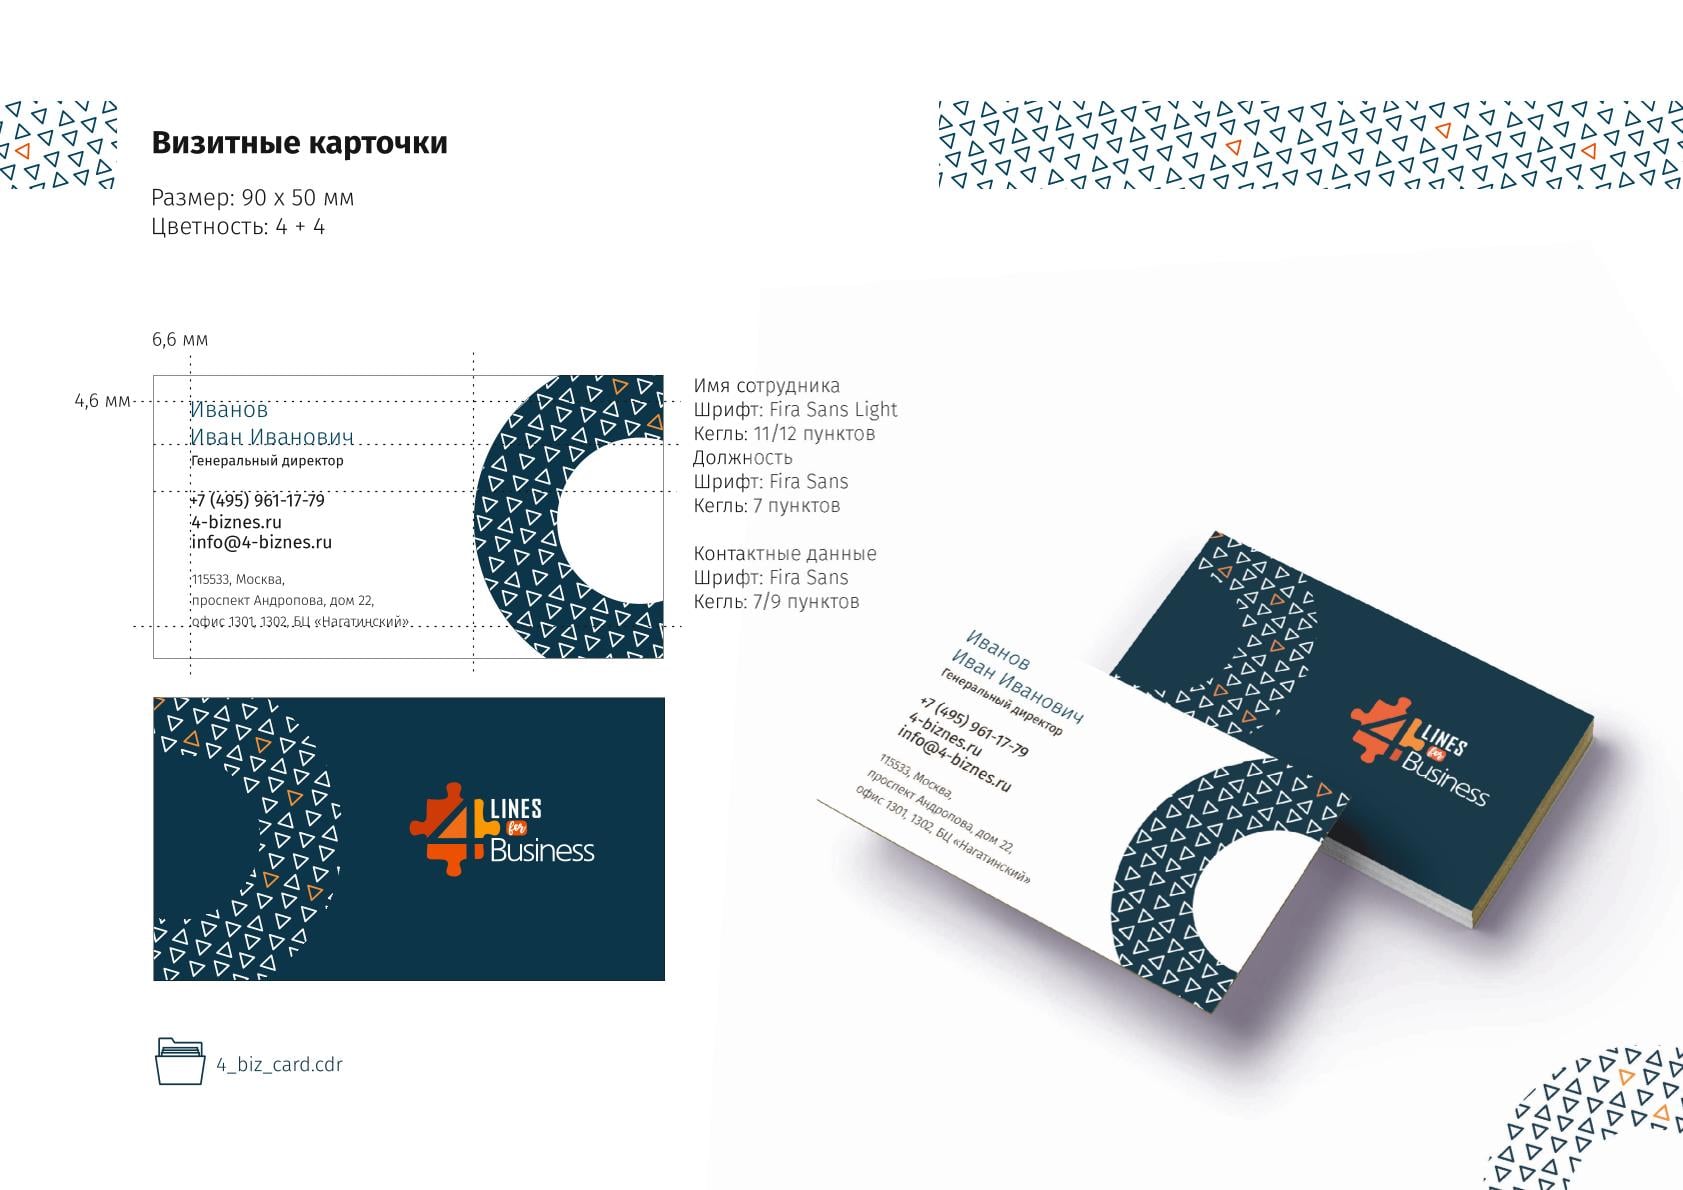 Визитные карточки
Размер: 90 x 50 мм
Цветность: 4 + 4
6,6 мм
4,6 мм
Иванов
Иван Иванович
Генеральный директор
+7 (495) 961-17-79
4-biznes.ru
info@4-biznes.ru
115533, Москва,
проспект Андропова, дом 22,
офис 1301, 1302, БЦ «Нагатинский»
Имя сотрудника
Шрифт: Fira Sans Light
Кегль: 11/12 пунктов
Должность
Шрифт: Fira Sans
Кегль: 7 пунктов
Контактные данные
Шрифт: Fira Sans
Кегль: 7/9 пунктов
4 LINES
for
Business
4_biz_card.cdr
Иванов
Иван Иванович
Генеральный директор
+7 (495) 961-17-79
4-biznes.ru
info@4-biznes.ru
115533, Москва,
проспект Андропова, дом 22,
офис 1301, 1302, БЦ «Нагатинский»
4 LINES
for
Business